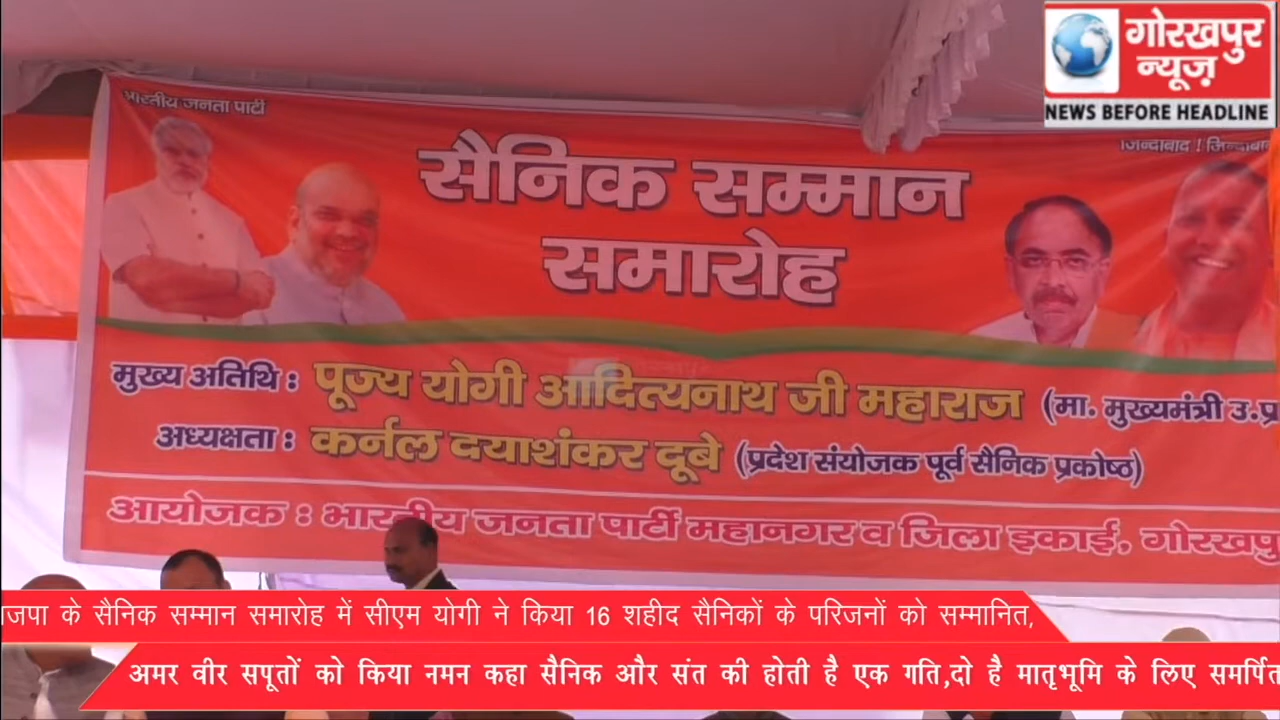 गोरखपुर
न्यूज़
NEWS BEFORE HEADLINE
भारतीय जनता पार्टी
जिन्दाबाद !
सैनिक सम्मान
समारोह
मुख्य अतिथि : पूज्य योगी आदित्यनाथ जी महाराज (मा. मुख्यमंत्री उ.प्र
अध्यक्षता : कर्नल दयाशंकर दूबे (प्रदेश संयोजक पूर्व सैनिक प्रकोष्ठ)
आयोजक : भारतीय जनता पार्टी महानगर व जिला इकाई, गोरखपु
जपा के सैनिक सम्मान समारोह में सीएम योगी ने किया 16 शहीद सैनिकों के परिजनों को सम्मानित,
अमर वीर सपूतों को किया नमन कहा सैनिक और संत की होती है एक गति,दो है मातृभूमि के लिए समर्पित